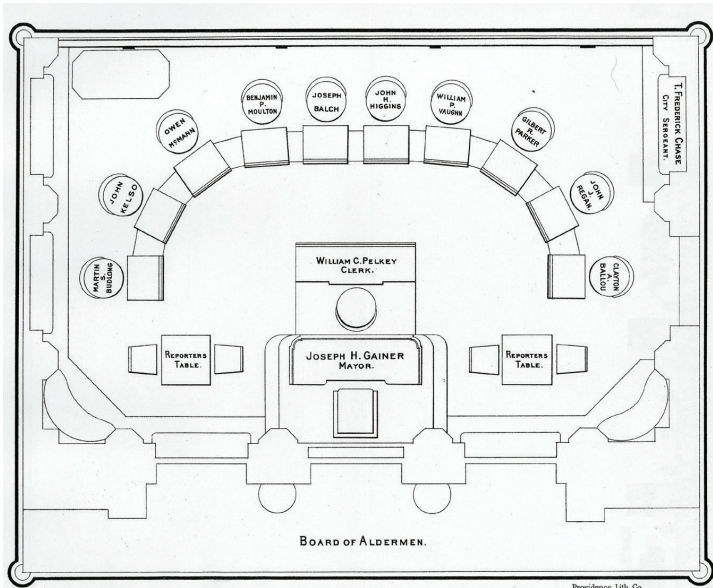 BENJAMIN
P.
MOULTON
JOSEPH
BALCH
JOHN
H.
HIGGINS
WILLIAM
P.
VAUGHN
OWEN
McMANN
GILBERT
R.
PARKER
JOHN
KELSO
JOHN
J.
REGAN.
MARTIN
S.
BUDLONG
CLAYTON
A.
BALLOU
T. FREDERICK CHASE
CITY SERGEANT.
WILLIAM C. PELKEY
CLERK.
REPORTERS
TABLE.
JOSEPH H. GAINER
MAYOR.
REPORTERS
TABLE.
BOARD OF ALDERMEN.
Providence Lith. Co.